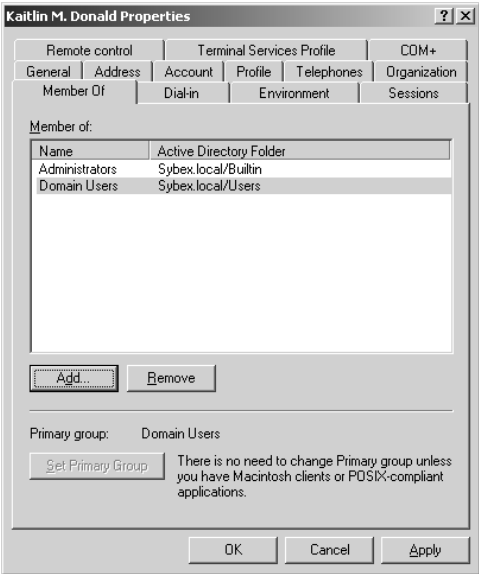 Kaitlin M. Donald Properties
Remote control Terminal Services Profile COM+
General Address Account Profile Telephones Organization
Member Of Dial-in Environment Sessions
Member of:
Name Active Directory Folder
Administrators Sybex.local/Builtin
Domain Users Sybex.local/Users
Add... Remove
Primary group: Domain Users
Set Primary Group There is no need to change Primary group unless
you have Macintosh clients or POSIX-compliant
applications.
OK Cancel Apply